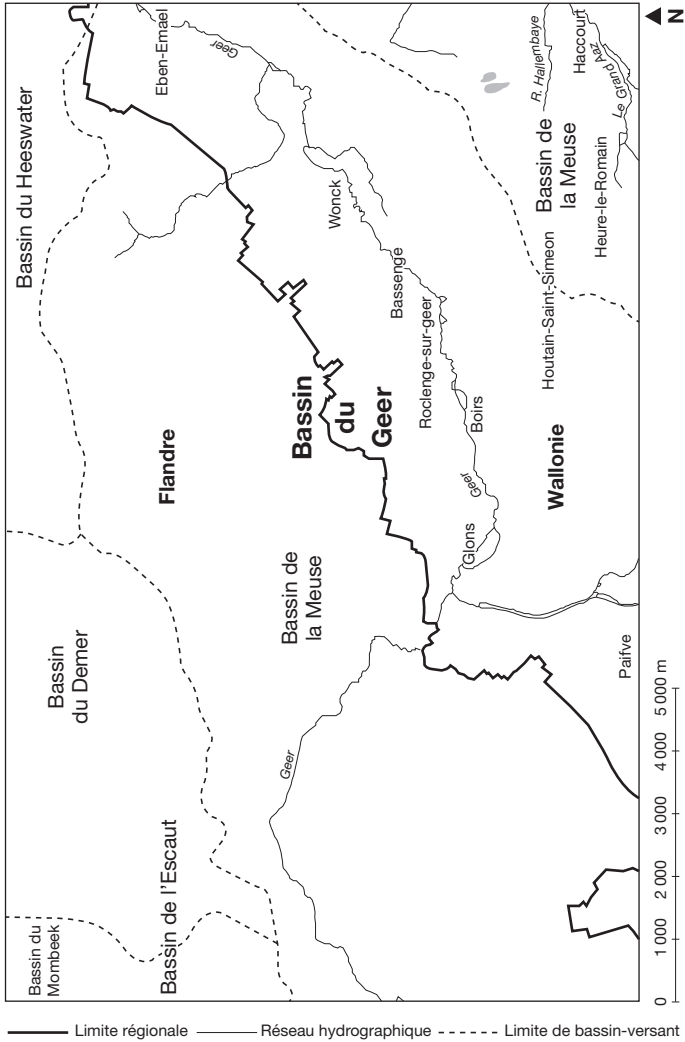 Bassin du
Mombeek
Bassin
du Demer
Bassin du Heeswater
Bassin de l'Escaut
Flandre
Eben-Emael
Geer
Geer
Bassin de
la Meuse
Bassin
du
Geer
Wonck
Bassenge
Roclenge-sur-geer
Boirs
Geer
Glons
Wallonie
Houtain-Saint-Simeon
Bassin de
la Meuse
R. Hallembaye
Haccourt
Le Grand Aaz
Heure-le-Romain
Paifve
0 1 000 2 000 3 000 4 000 5 000 m
N
Limite régionale Réseau hydrographique Limite de bassin-versant